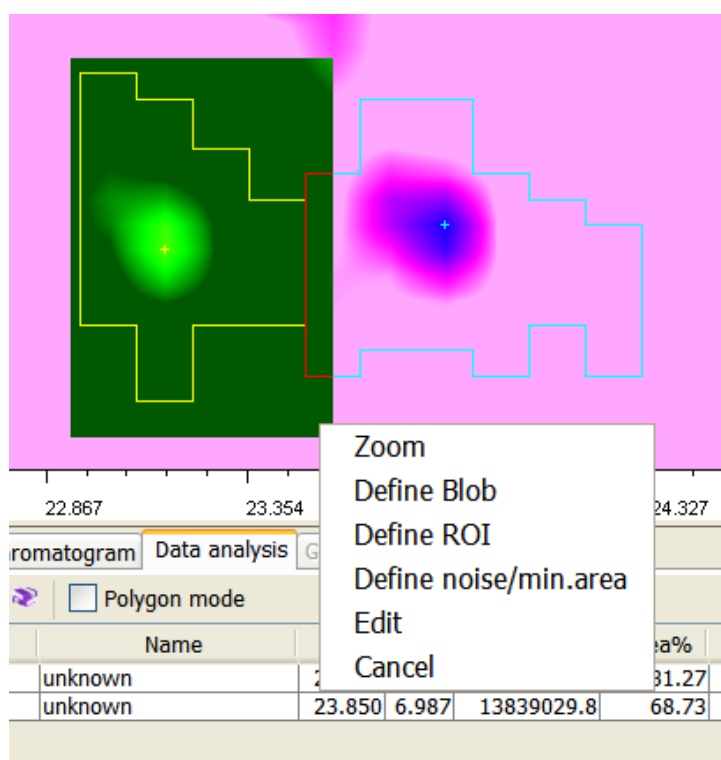 Zoom
Define Blob
22.867 23.354 24.327
Define ROI
romatogram Data analysis G
Define noise/min.area
Polygon mode
Edit
Name a%
Cancel
unknown 2 31.27
unknown 23.850 6.987 13839029.8 68.73